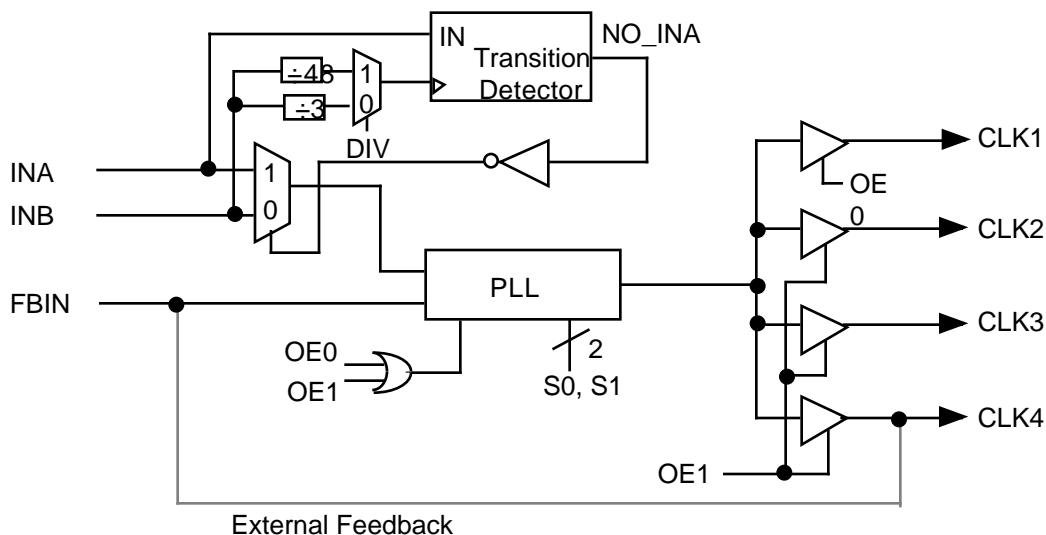 IN
NO_INA
Transition
Detector
÷48
1
÷3
0
DIV
INA
1
INB
0
CLK1
OE
0
CLK2
PLL
FBIN
CLK3
OE0
2
OE1
S0, S1
CLK4
OE1
External Feedback